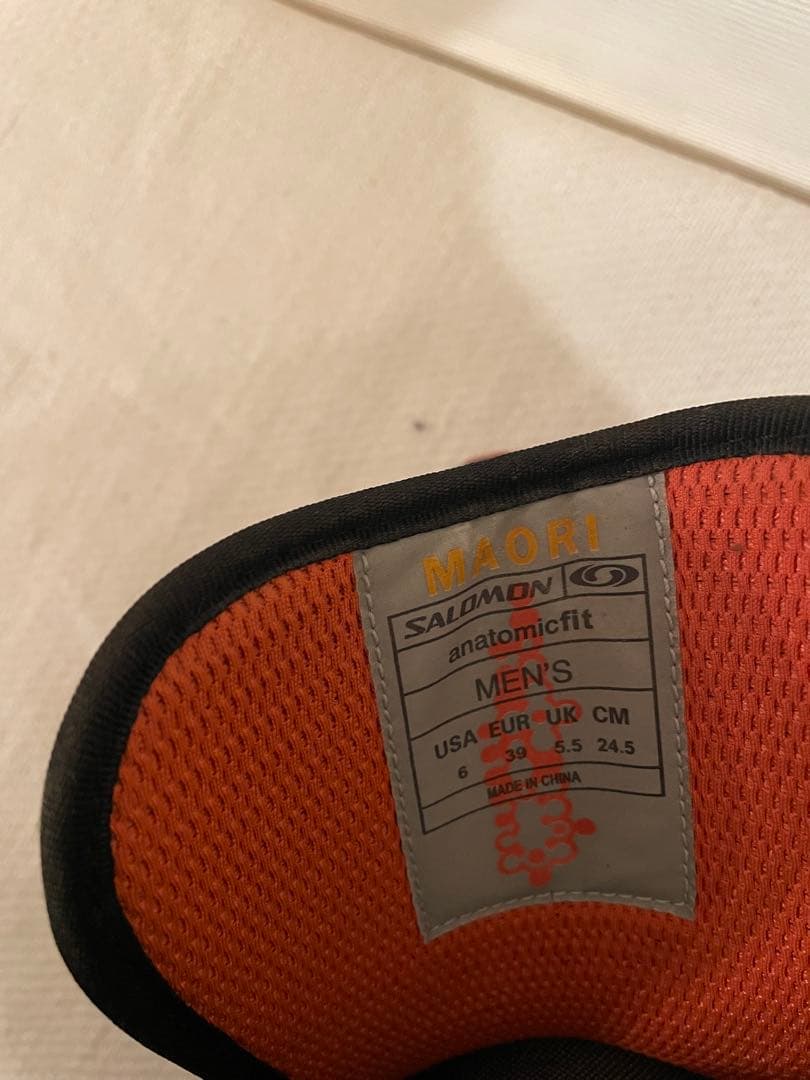 MAORI
SALOMON
anatomicfit
MEN'S
USA EUR UK CM
6 39 5.5 24.5
MADE IN CHINA